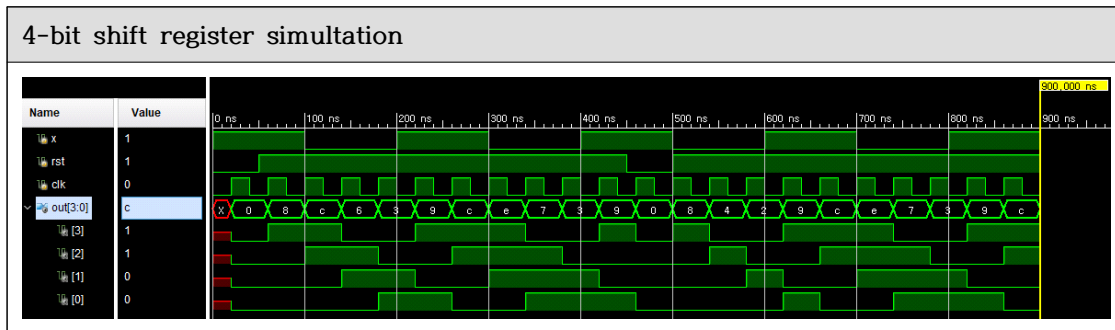 4-bit shift register simultation
900,000 ns
Name Value 0 ns 100 ns 200 ns 300 ns 400 ns 500 ns 600 ns 700 ns 800 ns 900 ns
x 1
rst 1
clk 0
out[3:0] c X 0 8 c 6 3 9 c e 7 3 9 0 8 4 2 9 c e 7 3 9 c
[3] 1
[2] 1
[1] 0
[0] 0